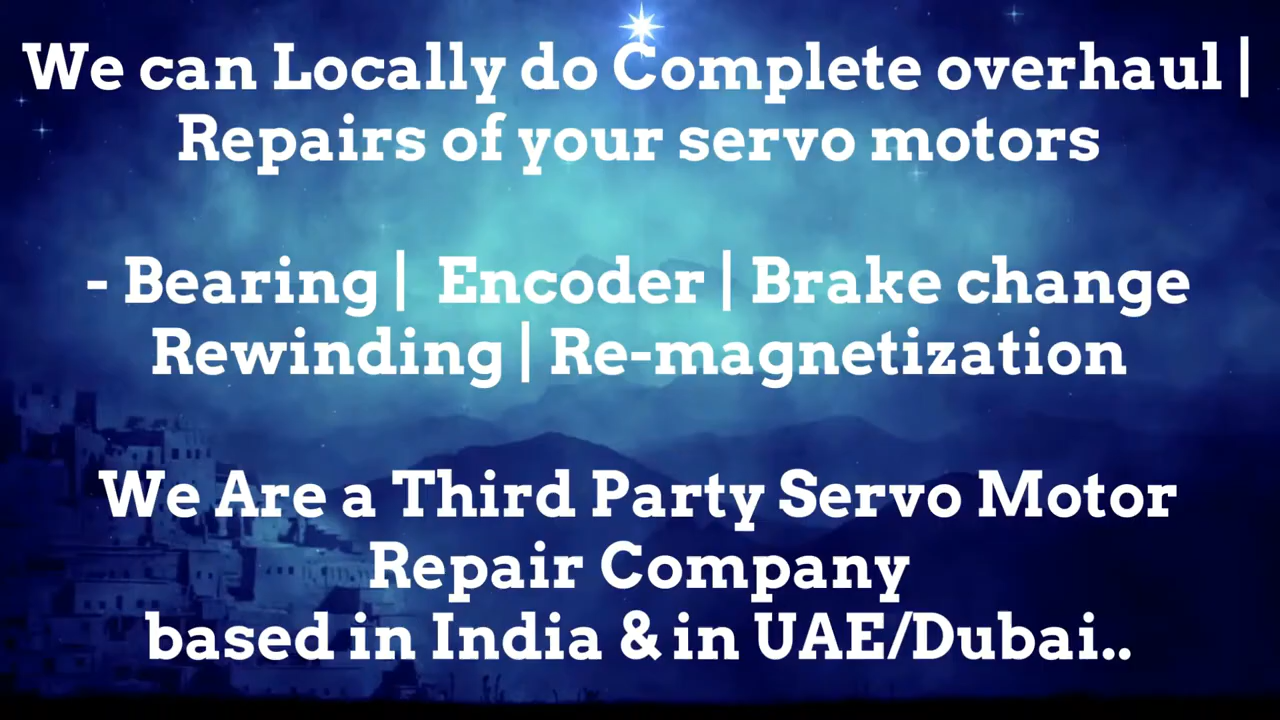 We can Locally do Complete overhaul |
Repairs of your servo motors
- Bearing | Encoder | Brake change
Rewinding | Re-magnetization
We Are a Third Party Servo Motor
Repair Company
based in India & in UAE/Dubai..